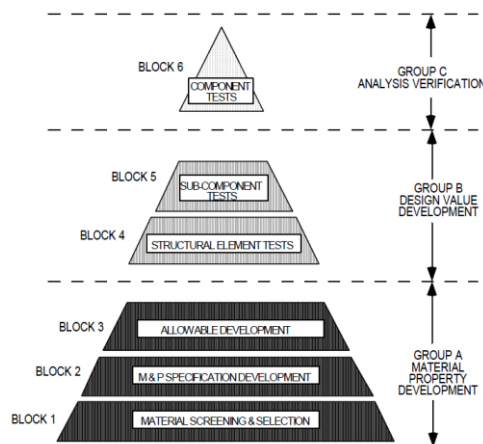 BLOCK 6
COMPONENT
TESTS
GROUP C
ANALYSIS VERIFICATION
BLOCK 5
SUB-COMPONENT
TESTS
GROUP B
DESIGN VALUE
DEVELOPMENT
BLOCK 4
STRUCTURAL ELEMENT TESTS
BLOCK 3
ALLOWABLE DEVELOPMENT
BLOCK 2
M & P SPECIFICATION DEVELOPMENT
GROUP A
MATERIAL
PROPERTY
DEVELOPMENT
BLOCK 1
MATERIAL SCREENING & SELECTION